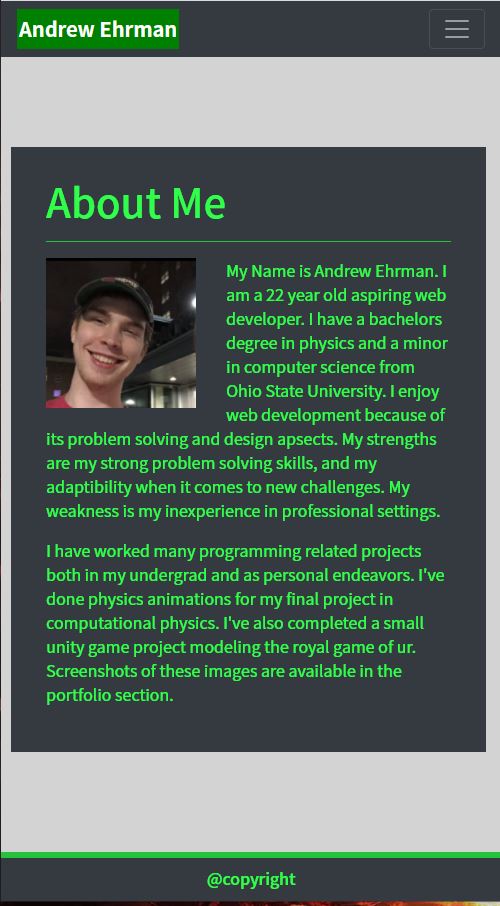 Andrew Ehrman
About Me
My Name is Andrew Ehrman. I
am a 22 year old aspiring web
developer. I have a bachelors
degree in physics and a minor
in computer science from
Ohio State University. I enjoy
web development because of
its problem solving and design apsects. My strengths
are my strong problem solving skills, and my
adaptibility when it comes to new challenges. My
weakness is my inexperience in professional settings.
I have worked many programming related projects
both in my undergrad and as personal endeavors. I've
done physics animations for my final project in
computational physics. I've also completed a small
unity game project modeling the royal game of ur.
Screenshots of these images are available in the
portfolio section.
@copyright